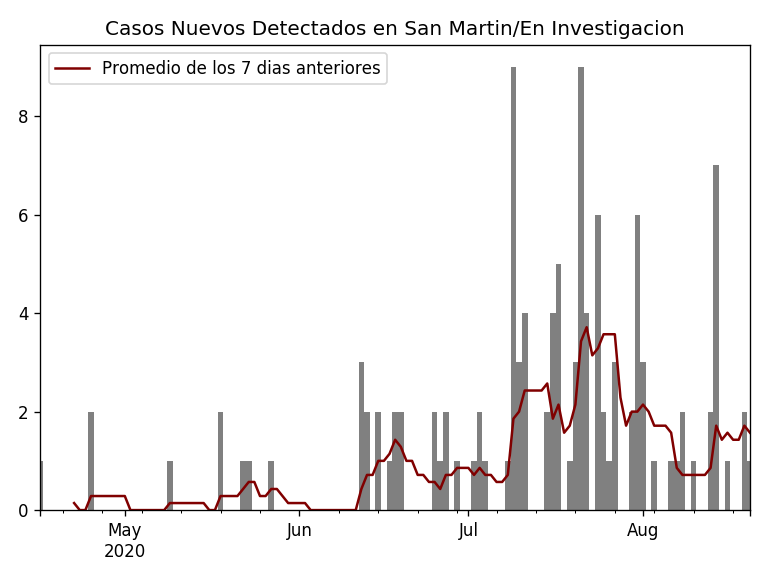 Casos Nuevos Detectados en San Martin/En Investigacion
Promedio de los 7 dias anteriores
8
6
4
2
0
May
2020
Jun
Jul
Aug